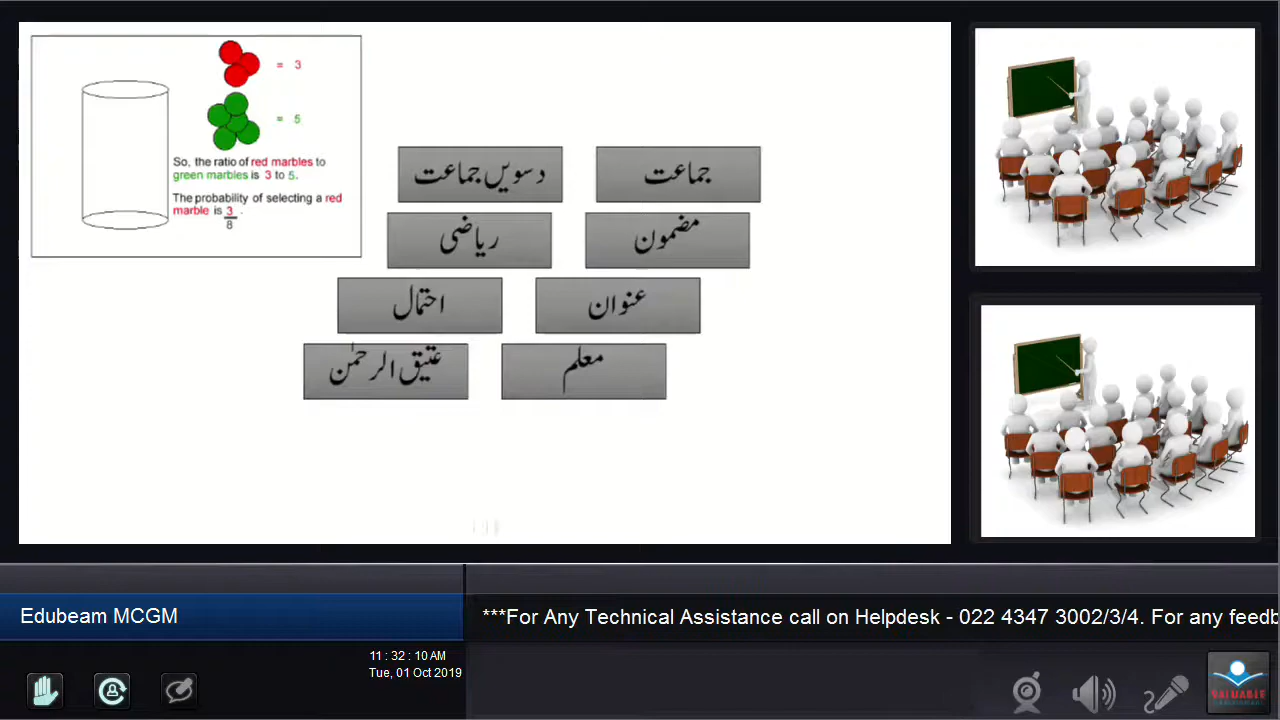 = 3
= 5
So, the ratio of red marbles to
green marbles is 3 to 5.
The probability of selecting a red
marble is 3/8.
جماعت دسویں جماعت
مضمون ریاضی
عنوان احتمال
معلم عتیق الرحمٰن
Edubeam MCGM
***For Any Technical Assistance call on Helpdesk - 022 4347 3002/3/4. For any feedb
11 : 32 : 10 AM
Tue, 01 Oct 2019
VALUABLE